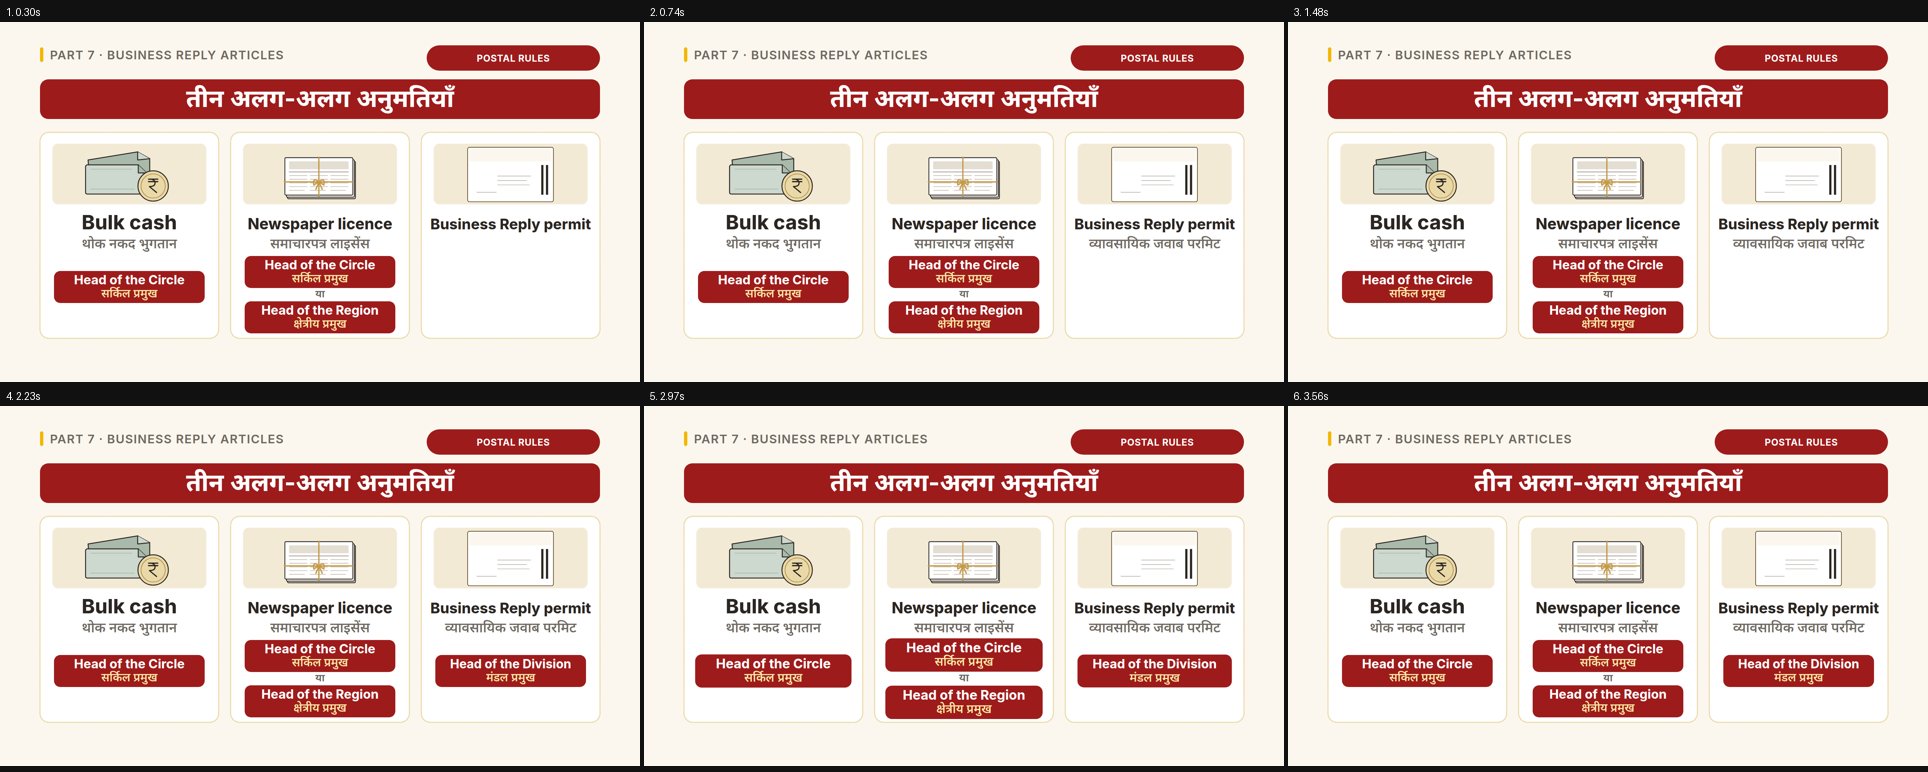 1. 0.30s
PART 7 · BUSINESS REPLY ARTICLES
POSTAL RULES
तीन अलग-अलग अनुमतियाँ
₹
Bulk cash
थोक नकद भुगतान
Head of the Circle
सर्किल प्रमुख
Newspaper licence
समाचारपत्र लाइसेंस
Head of the Circle
सर्किल प्रमुख
या
Head of the Region
क्षेत्रीय प्रमुख
Business Reply permit
2. 0.74s
PART 7 · BUSINESS REPLY ARTICLES
POSTAL RULES
तीन अलग-अलग अनुमतियाँ
₹
Bulk cash
थोक नकद भुगतान
Head of the Circle
सर्किल प्रमुख
Newspaper licence
समाचारपत्र लाइसेंस
Head of the Circle
सर्किल प्रमुख
या
Head of the Region
क्षेत्रीय प्रमुख
Business Reply permit
व्यावसायिक जवाब परमिट
3. 1.48s
PART 7 · BUSINESS REPLY ARTICLES
POSTAL RULES
तीन अलग-अलग अनुमतियाँ
₹
Bulk cash
थोक नकद भुगतान
Head of the Circle
सर्किल प्रमुख
Newspaper licence
समाचारपत्र लाइसेंस
Head of the Circle
सर्किल प्रमुख
या
Head of the Region
क्षेत्रीय प्रमुख
Business Reply permit
व्यावसायिक जवाब परमिट
4. 2.23s
PART 7 · BUSINESS REPLY ARTICLES
POSTAL RULES
तीन अलग-अलग अनुमतियाँ
₹
Bulk cash
थोक नकद भुगतान
Head of the Circle
सर्किल प्रमुख
Newspaper licence
समाचारपत्र लाइसेंस
Head of the Circle
सर्किल प्रमुख
या
Head of the Region
क्षेत्रीय प्रमुख
Business Reply permit
व्यावसायिक जवाब परमिट
Head of the Division
मंडल प्रमुख
5. 2.97s
PART 7 · BUSINESS REPLY ARTICLES
POSTAL RULES
तीन अलग-अलग अनुमतियाँ
₹
Bulk cash
थोक नकद भुगतान
Head of the Circle
सर्किल प्रमुख
Newspaper licence
समाचारपत्र लाइसेंस
Head of the Circle
सर्किल प्रमुख
या
Head of the Region
क्षेत्रीय प्रमुख
Business Reply permit
व्यावसायिक जवाब परमिट
Head of the Division
मंडल प्रमुख
6. 3.56s
PART 7 · BUSINESS REPLY ARTICLES
POSTAL RULES
तीन अलग-अलग अनुमतियाँ
₹
Bulk cash
थोक नकद भुगतान
Head of the Circle
सर्किल प्रमुख
Newspaper licence
समाचारपत्र लाइसेंस
Head of the Circle
सर्किल प्रमुख
या
Head of the Region
क्षेत्रीय प्रमुख
Business Reply permit
व्यावसायिक जवाब परमिट
Head of the Division
मंडल प्रमुख